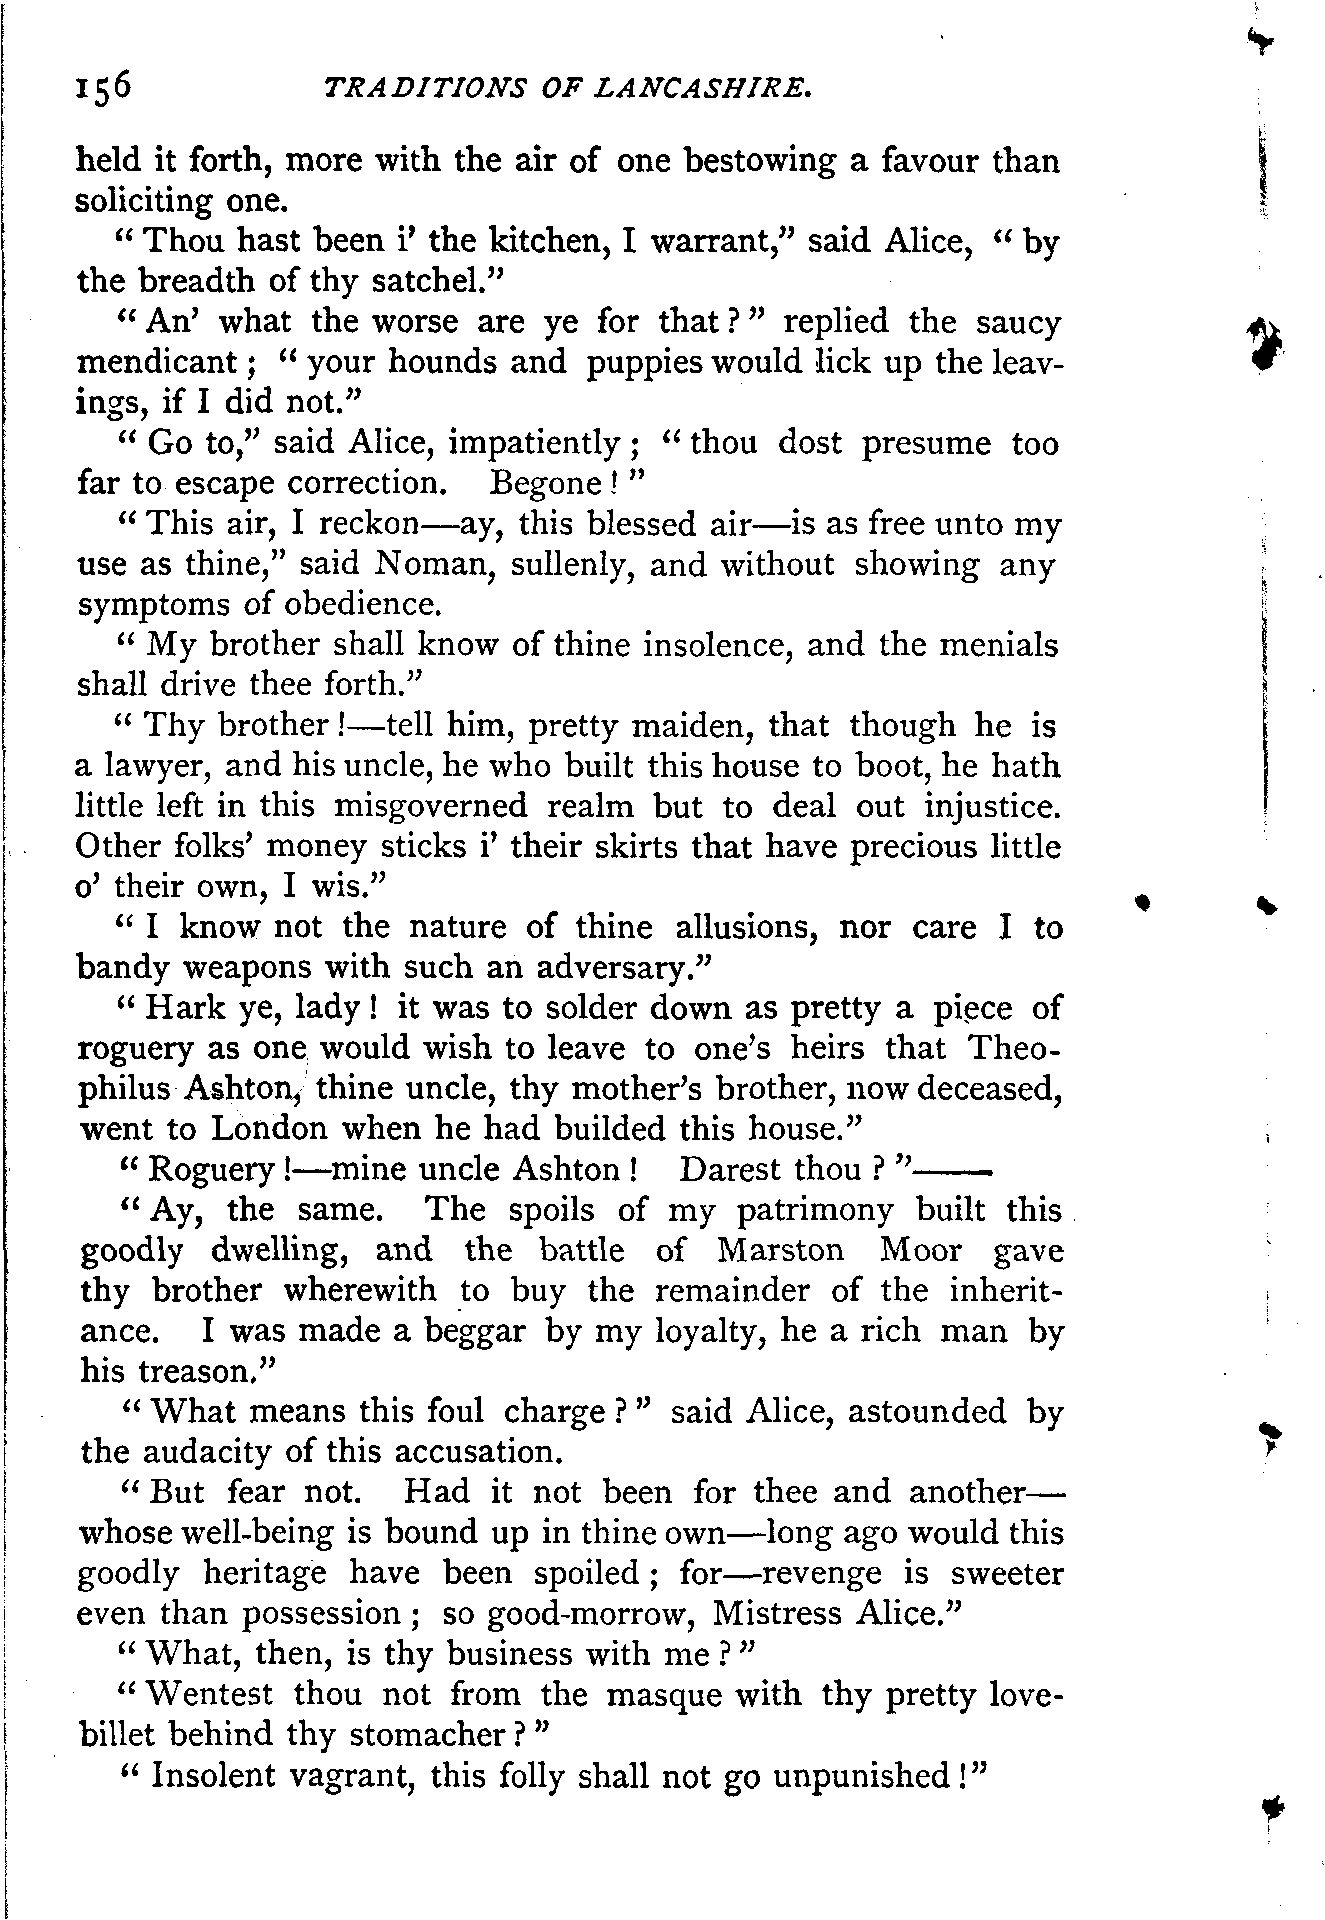 156 TRADITIONS OF LANCASHIRE.
held it forth, more with the air of one bestowing a favour than
soliciting one.
“ Thou hast been i’ the kitchen, I warrant,” said Alice, “ by
the breadth of thy satchel.”
“ An’ what the worse are ye for that ? ” replied the saucy
mendicant ; “ your hounds and puppies would lick up the leav-
ings, if I did not.”
“ Go to,” said Alice, impatiently ; “ thou dost presume too
far to escape correction. Begone ! ”
“ This air, I reckon—ay, this blessed air—is as free unto my
use as thine,” said Noman, sullenly, and without showing any
symptoms of obedience.
“ My brother shall know of thine insolence, and the menials
shall drive thee forth.”
“ Thy brother !—tell him, pretty maiden, that though he is
a lawyer, and his uncle, he who built this house to boot, he hath
little left in this misgoverned realm but to deal out injustice.
Other folks’ money sticks i’ their skirts that have precious little
o’ their own, I wis.”
“ I know not the nature of thine allusions, nor care I to
bandy weapons with such an adversary.”
“ Hark ye, lady ! it was to solder down as pretty a piece of
roguery as one would wish to leave to one’s heirs that Theo-
philus Ashton, thine uncle, thy mother’s brother, now deceased,
went to London when he had builded this house.”
“ Roguery !—mine uncle Ashton ! Darest thou ? ”——
“ Ay, the same. The spoils of my patrimony built this
goodly dwelling, and the battle of Marston Moor gave
thy brother wherewith to buy the remainder of the inherit-
ance. I was made a beggar by my loyalty, he a rich man by
his treason.”
“ What means this foul charge ? ” said Alice, astounded by
the audacity of this accusation.
“ But fear not. Had it not been for thee and another—
whose well-being is bound up in thine own—long ago would this
goodly heritage have been spoiled ; for—revenge is sweeter
even than possession ; so good-morrow, Mistress Alice.”
“ What, then, is thy business with me ? ”
“ Wentest thou not from the masque with thy pretty love-
billet behind thy stomacher ? ”
“ Insolent vagrant, this folly shall not go unpunished !”